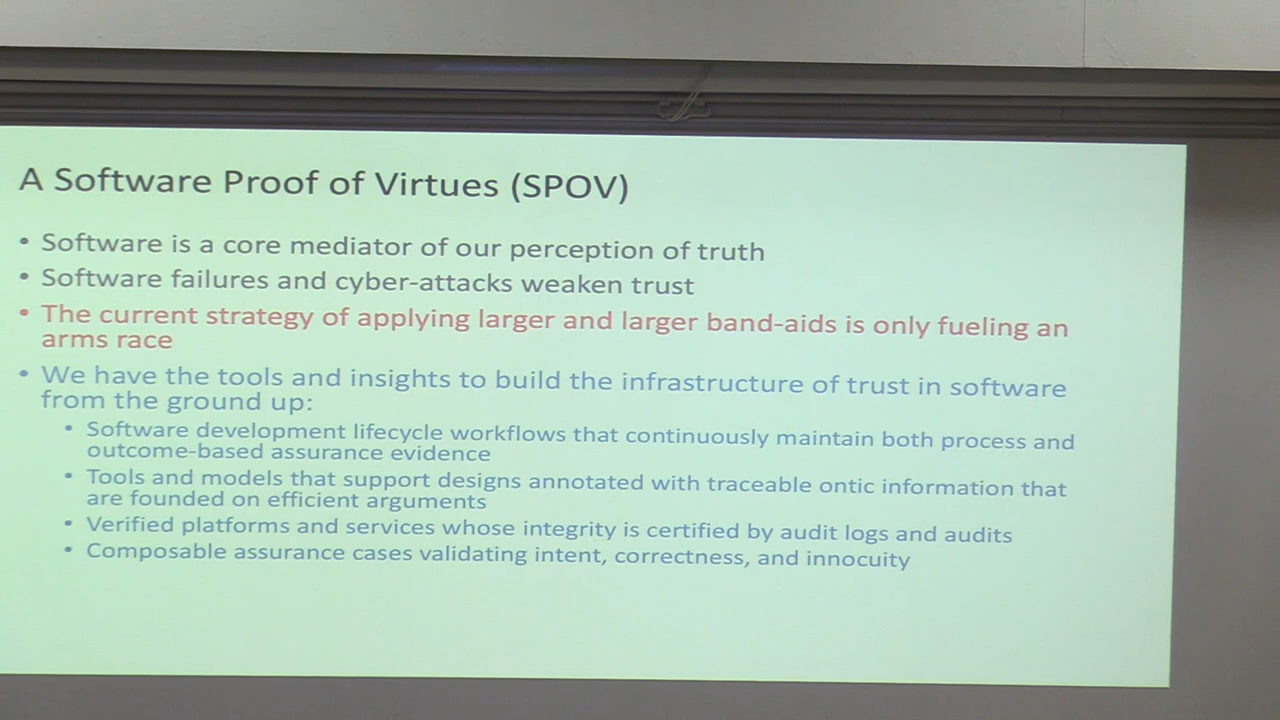 A Software Proof of Virtues (SPOV)
• Software is a core mediator of our perception of truth
• Software failures and cyber-attacks weaken trust
• The current strategy of applying larger and larger band-aids is only fueling an
arms race
• We have the tools and insights to build the infrastructure of trust in software
from the ground up:
• Software development lifecycle workflows that continuously maintain both process and
outcome-based assurance evidence
• Tools and models that support designs annotated with traceable ontic information that
are founded on efficient arguments
• Verified platforms and services whose integrity is certified by audit logs and audits
• Composable assurance cases validating intent, correctness, and innocuity